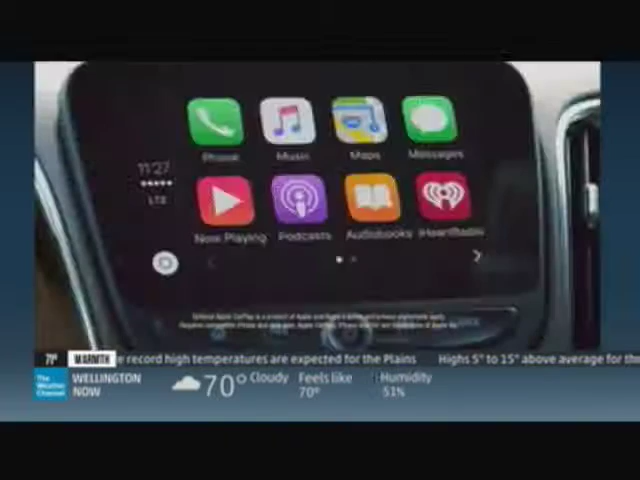 Phone
Music
Maps
Messages
11:27
LTE
Now Playing
Podcasts
Audiobooks
iHeartRadio
71° WARMTH e record high temperatures are expected for the Plains Highs 5° to 15° above average for thr
The Weather Channel
WELLINGTON NOW
70° Cloudy
Feels like 70°
Humidity 51%